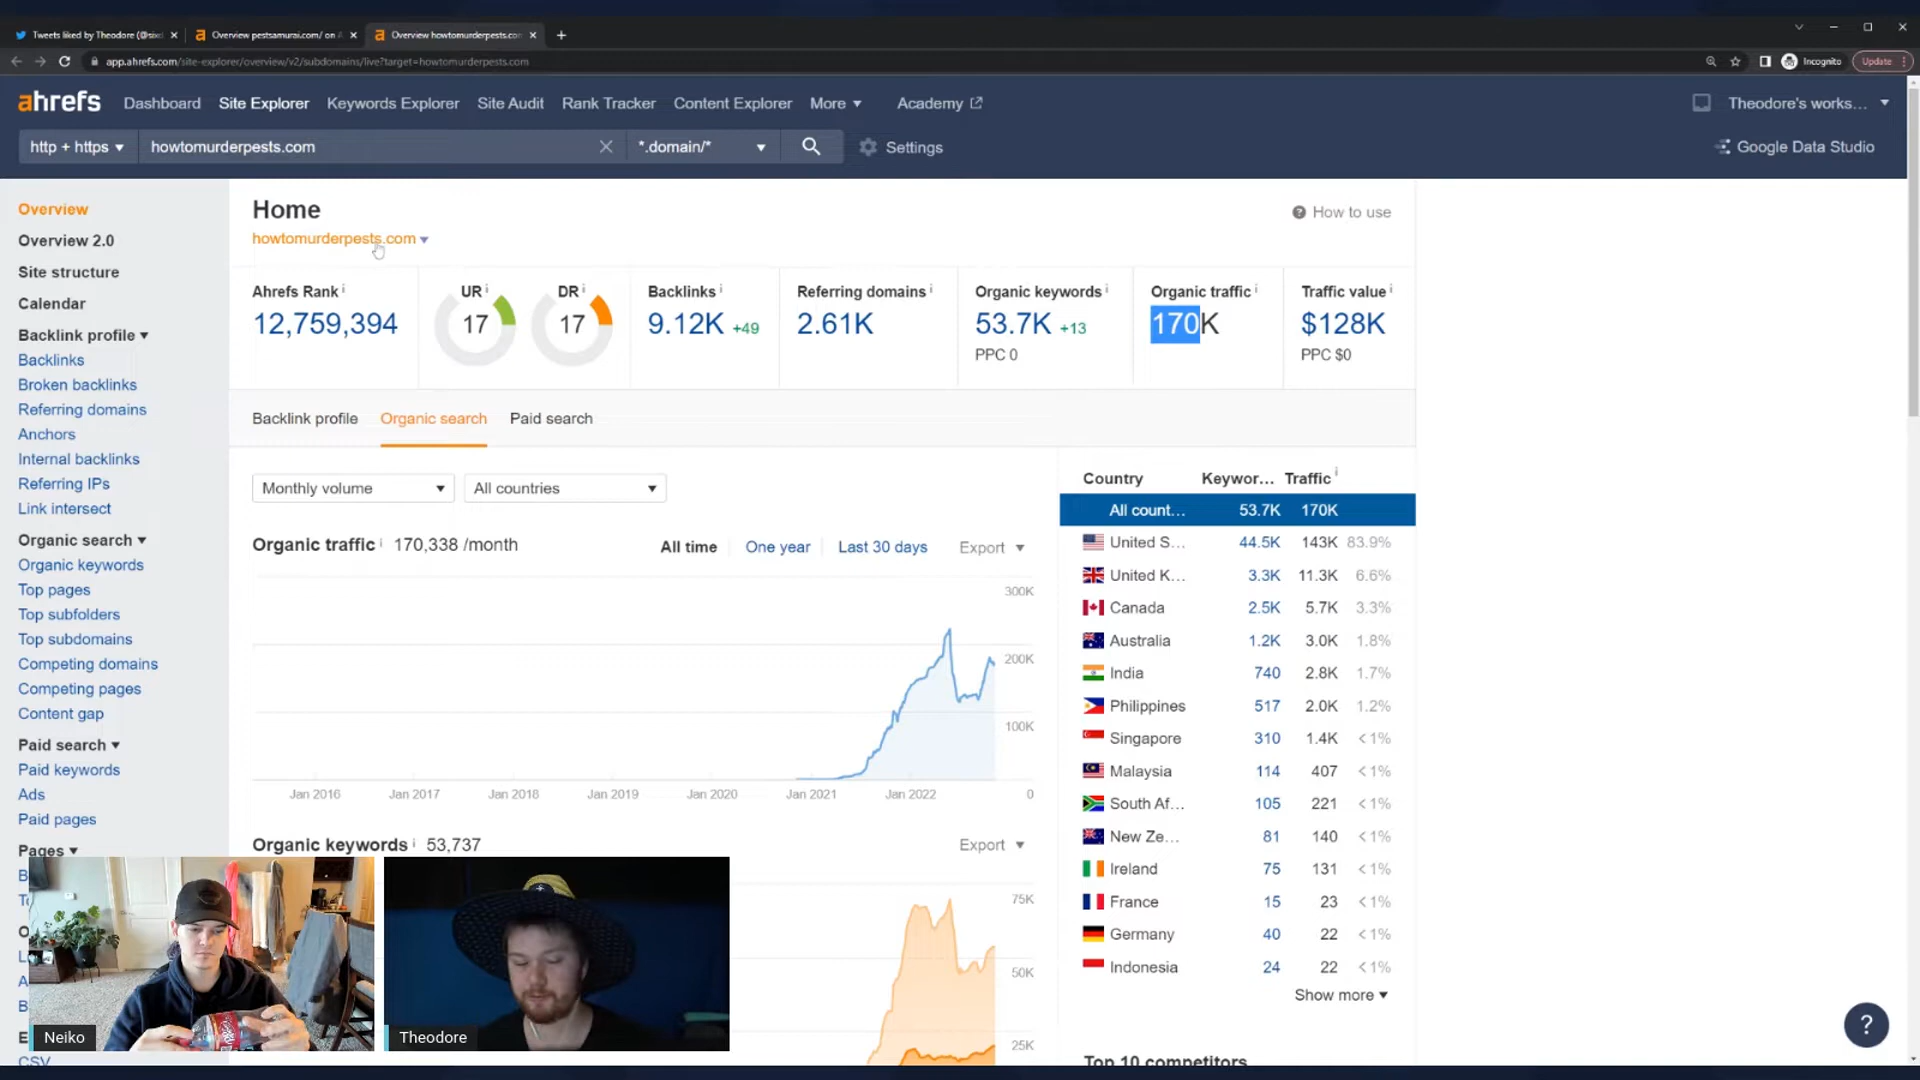 Tweets liked by Theodore (@six
Overview pestsamurai.com/ on A
Overview howtomurderpests.com
app.ahrefs.com/site-explorer/overview/v2/subdomains/live?target=howtomurderpests.com
Incognito
Update
ahrefs
Dashboard
Site Explorer
Keywords Explorer
Site Audit
Rank Tracker
Content Explorer
More
Academy
Theodore's works...
http + https
howtomurderpests.com
*.domain/*
Settings
Google Data Studio
Overview
Overview 2.0
Site structure
Calendar
Backlink profile
Backlinks
Broken backlinks
Referring domains
Anchors
Internal backlinks
Referring IPs
Link intersect
Organic search
Organic keywords
Top pages
Top subfolders
Top subdomains
Competing domains
Competing pages
Content gap
Paid search
Paid keywords
Ads
Paid pages
Pages
CSV
Home
How to use
howtomurderpests.com
Ahrefs Rank
12,759,394
UR
17
DR
17
Backlinks
9.12K +49
Referring domains
2.61K
Organic keywords
53.7K +13
PPC 0
Organic traffic
170K
Traffic value
$128K
PPC $0
Backlink profile
Organic search
Paid search
Monthly volume
All countries
Organic traffic 170,338 /month
All time
One year
Last 30 days
Export
300K
200K
100K
0
Jan 2016
Jan 2017
Jan 2018
Jan 2019
Jan 2020
Jan 2021
Jan 2022
Organic keywords 53,737
Export
75K
50K
25K
Country Keywor... Traffic
All count... 53.7K 170K
United S... 44.5K 143K 83.9%
United K... 3.3K 11.3K 6.6%
Canada 2.5K 5.7K 3.3%
Australia 1.2K 3.0K 1.8%
India 740 2.8K 1.7%
Philippines 517 2.0K 1.2%
Singapore 310 1.4K <1%
Malaysia 114 407 <1%
South Af... 105 221 <1%
New Ze... 81 140 <1%
Ireland 75 131 <1%
France 15 23 <1%
Germany 40 22 <1%
Indonesia 24 22 <1%
Show more
Top 10 competitors
?
Neiko
Theodore